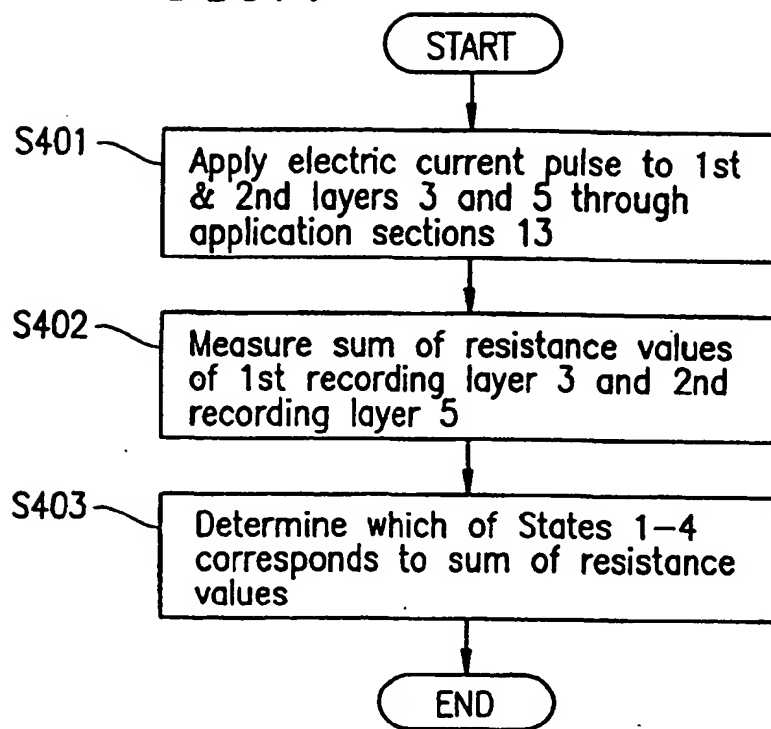 START
S401
Apply electric current pulse to 1st
& 2nd layers 3 and 5 through
application sections 13
S402
Measure sum of resistance values
of 1st recording layer 3 and 2nd
recording layer 5
S403
Determine which of States 1-4
corresponds to sum of resistance
values
END